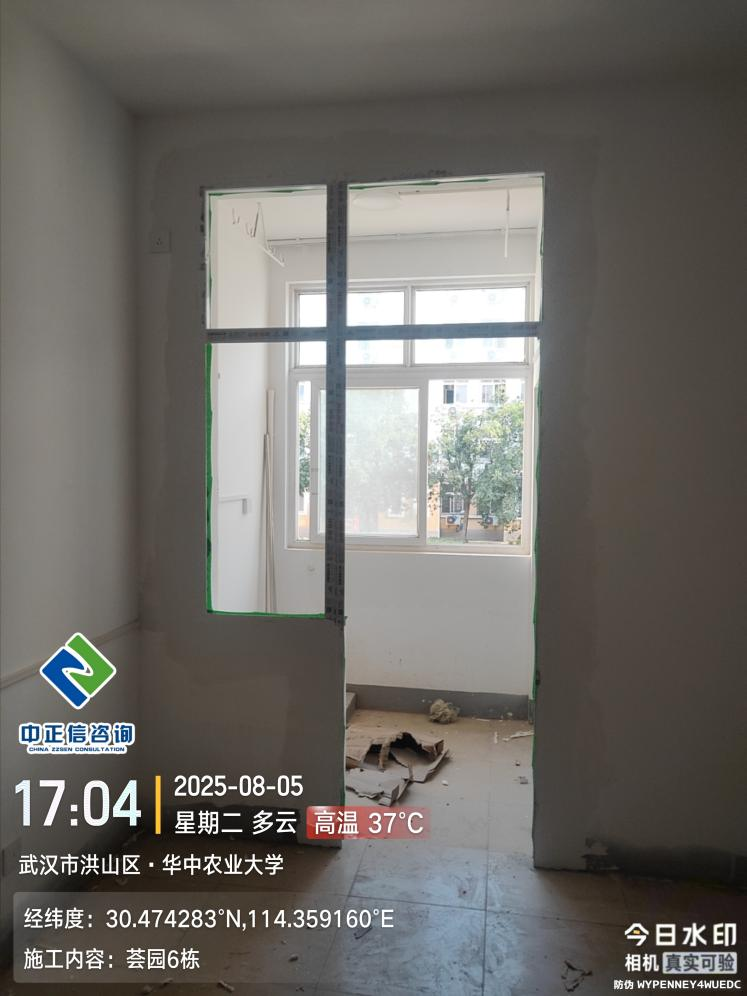 中正信咨询
CHINA ZZSEN CONSULTATION
17:04
2025-08-05
星期二 多云 高温 37°C
武汉市洪山区·华中农业大学
经纬度：30.474283°N,114.359160°E
施工内容：荟园6栋
今日水印
相机 真实可验
防伪 WYPENNEY4WUEDC